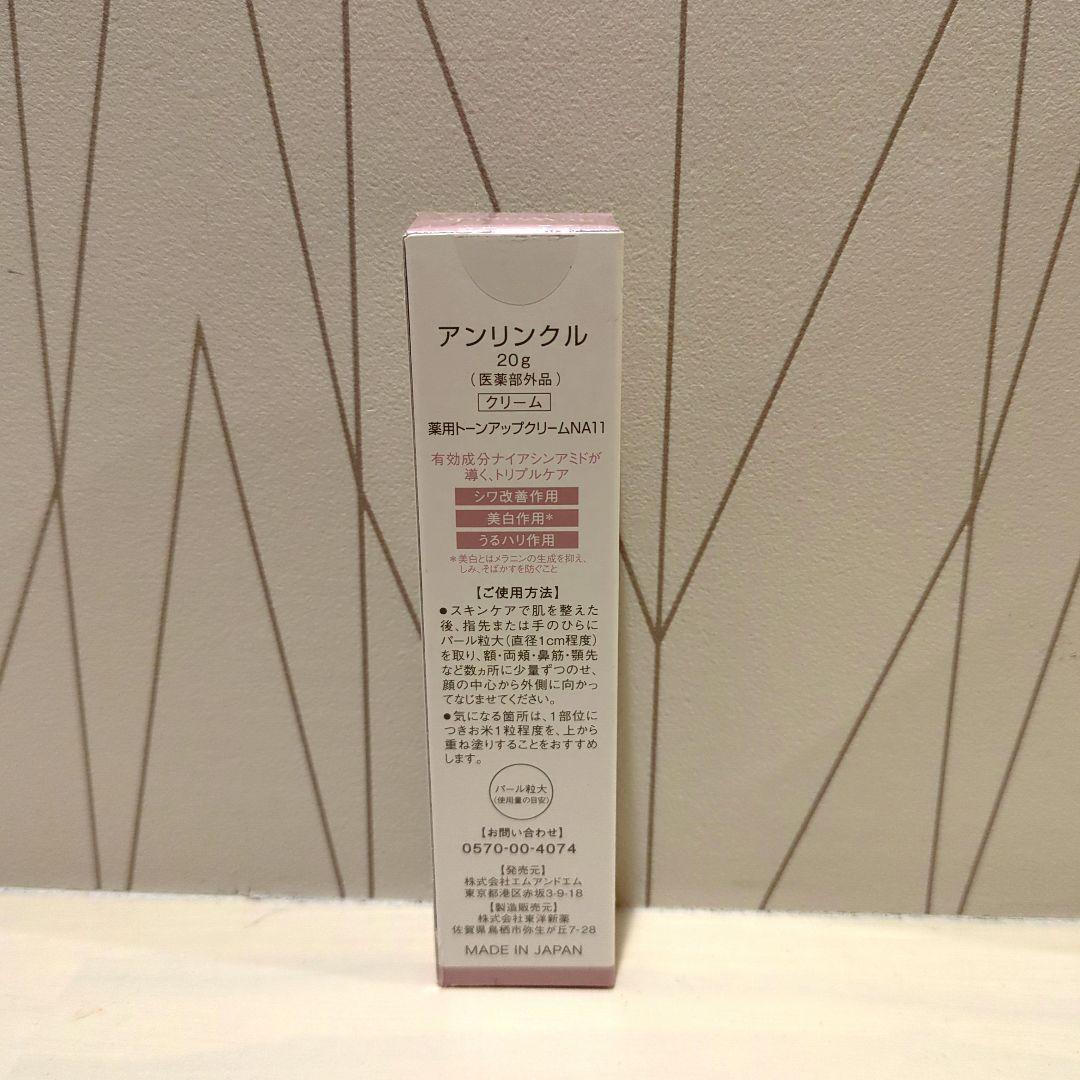 アンリンクル
20g
(医薬部外品)
クリーム
薬用トーンアップクリームNA11
有効成分ナイアシンアミドが
導く、トリプルケア
シワ改善作用
美白作用*
うるハリ作用
*美白とはメラニンの生成を抑え、
しみ、そばかすを防ぐこと
【ご使用方法】
●スキンケアで肌を整えた
後、指先または手のひらに
パール粒大(直径1cm程度)
を取り、額・両頬・鼻筋・顎先
など数ヵ所に少量ずつのせ、
顔の中心から外側に向かっ
てなじませてください。
●気になる箇所は、1部位に
つきお米1粒程度を、上から
重ね塗りすることをおすすめ
します。
パール粒大
(使用量の目安)
【お問い合わせ】
0570-00-4074
【発売元】
株式会社エムアンドエム
東京都港区赤坂3-9-18
【製造販売元】
株式会社東洋新薬
佐賀県鳥栖市弥生が丘7-28
MADE IN JAPAN